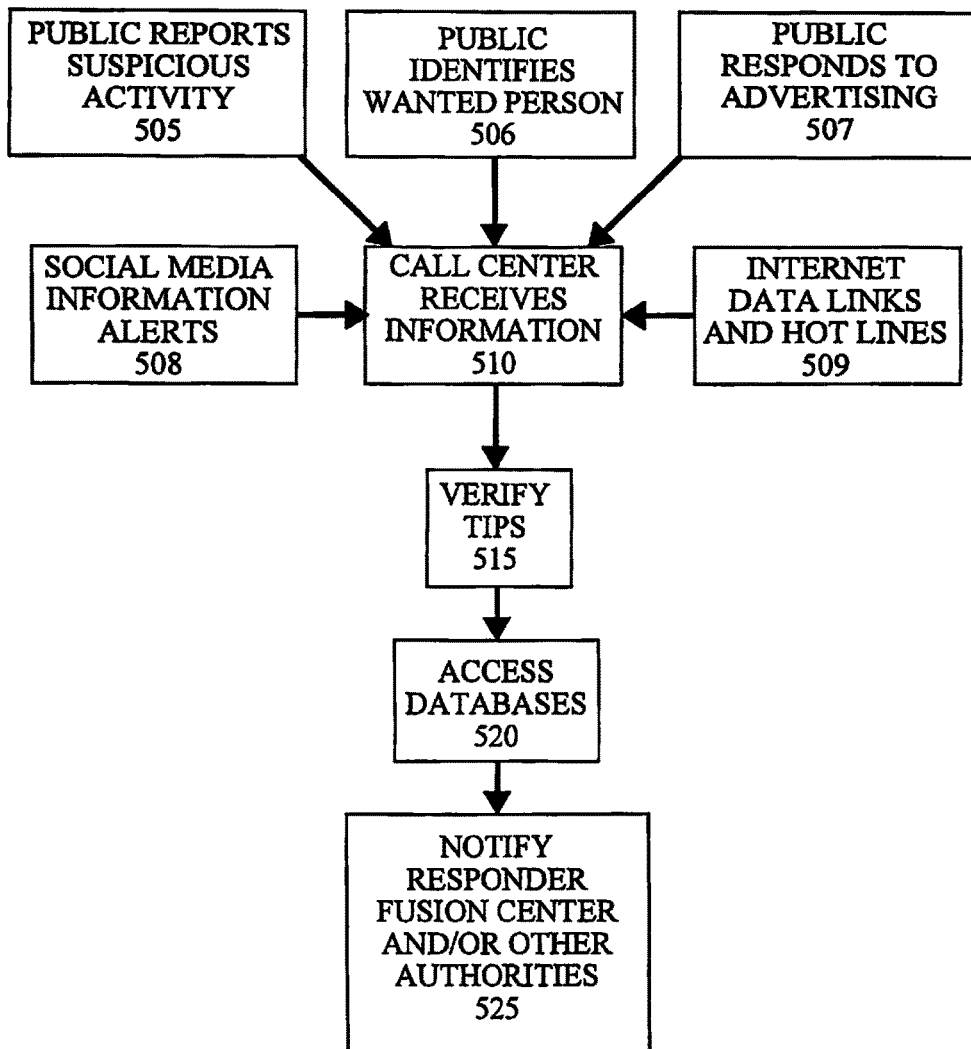 PUBLIC REPORTS
SUSPICIOUS
ACTIVITY
505
PUBLIC
IDENTIFIES
WANTED PERSON
506
PUBLIC
RESPONDS TO
ADVERTISING
507
SOCIAL MEDIA
INFORMATION
ALERTS
508
CALL CENTER
RECEIVES
INFORMATION
510
INTERNET
DATA LINKS
AND HOT LINES
509
VERIFY
TIPS
515
ACCESS
DATABASES
520
NOTIFY
RESPONDER
FUSION CENTER
AND/OR OTHER
AUTHORITIES
525